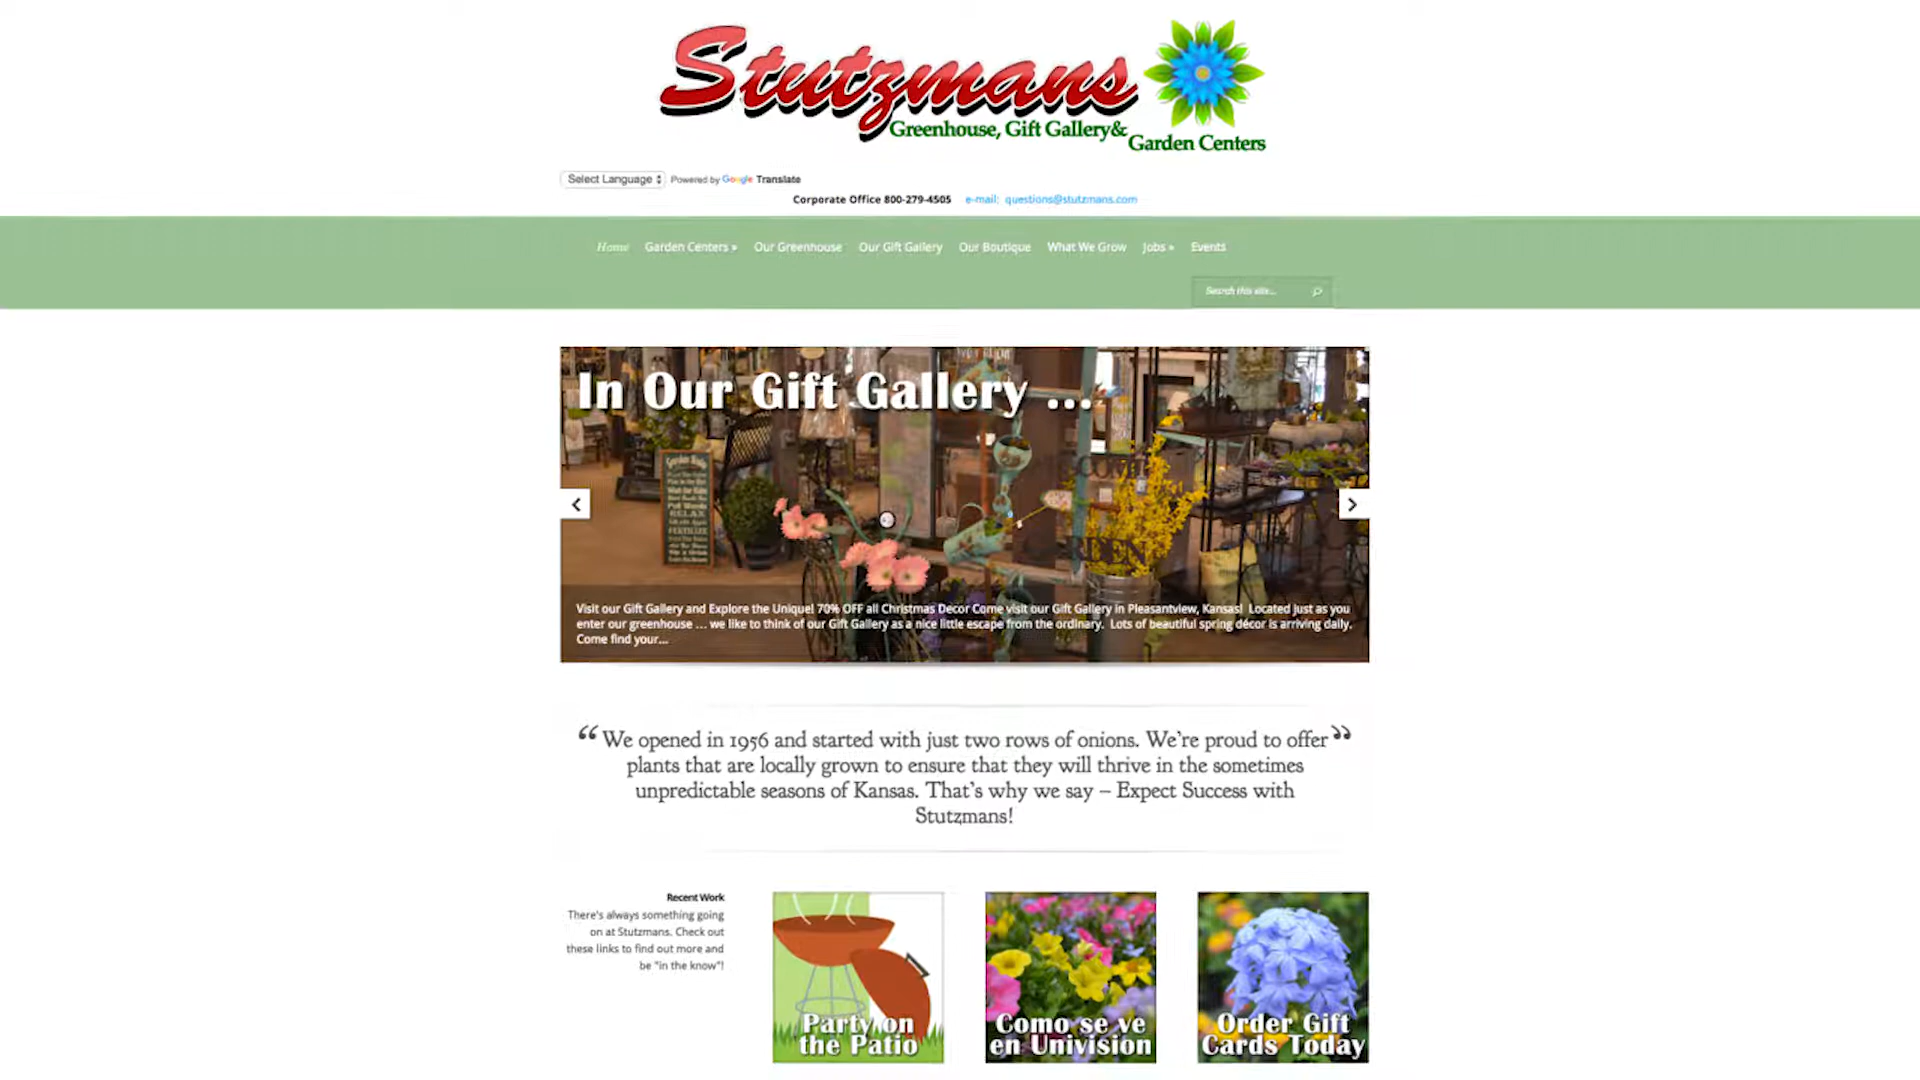 Stutzmans
Greenhouse, Gift Gallery&
Garden Centers
Select Language
Powered by Google Translate
Corporate Office 800-279-4505 e-mail: questions@stutzmans.com
Home Garden Centers » Our Greenhouse Our Gift Gallery Our Boutique What We Grow Jobs » Events
Search this site...
In Our Gift Gallery ...
Visit our Gift Gallery and Explore the Unique! 70% OFF all Christmas Decor Come visit our Gift Gallery in Pleasantview, Kansas! Located just as you
enter our greenhouse ... we like to think of our Gift Gallery as a nice little escape from the ordinary. Lots of beautiful spring décor is arriving daily.
Come find your...
“We opened in 1956 and started with just two rows of onions. We're proud to offer”
plants that are locally grown to ensure that they will thrive in the sometimes
unpredictable seasons of Kansas. That's why we say – Expect Success with
Stutzmans!
Recent Work
There's always something going
on at Stutzmans. Check out
these links to find out more and
be "in the know"!
Party on
the Patio
Como se ve
en Univision
Order Gift
Cards Today